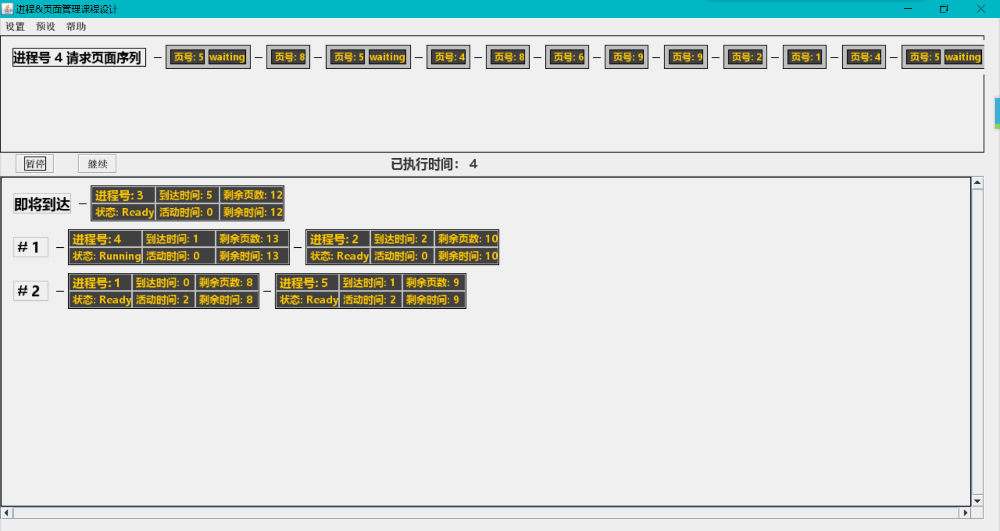 进程&页面管理课程设计
设置 预设 帮助
进程号 4 请求页面序列 — 页号: 5 waiting — 页号: 8 — 页号: 5 waiting — 页号: 4 — 页号: 8 — 页号: 6 — 页号: 9 — 页号: 9 — 页号: 2 — 页号: 1 — 页号: 4 — 页号: 5 waiting
暂停 继续 已执行时间： 4
即将到达 — 进程号: 3 到达时间: 5 剩余页数: 12
状态: Ready 活动时间: 0 剩余时间: 12
# 1 — 进程号: 4 到达时间: 1 剩余页数: 13 — 进程号: 2 到达时间: 2 剩余页数: 10
状态: Running 活动时间: 0 剩余时间: 13 状态: Ready 活动时间: 0 剩余时间: 10
# 2 — 进程号: 1 到达时间: 0 剩余页数: 8 — 进程号: 5 到达时间: 1 剩余页数: 9
状态: Ready 活动时间: 2 剩余时间: 8 状态: Ready 活动时间: 2 剩余时间: 9